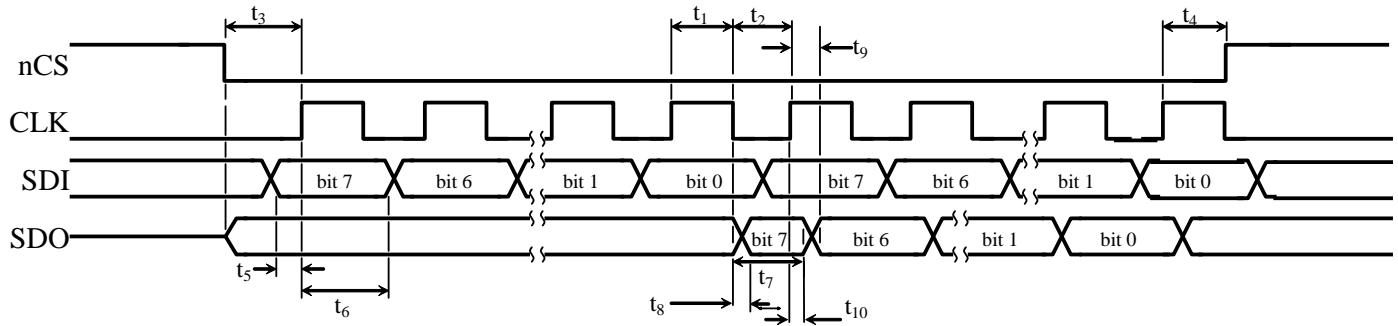 t3 t1 t2 t4
nCS t9
CLK
SDI bit 7 bit 6 bit 1 bit 0 bit 7 bit 6 bit 1 bit 0
SDO bit 7 bit 6 bit 1 bit 0
t5 t7
t6 t8 t10